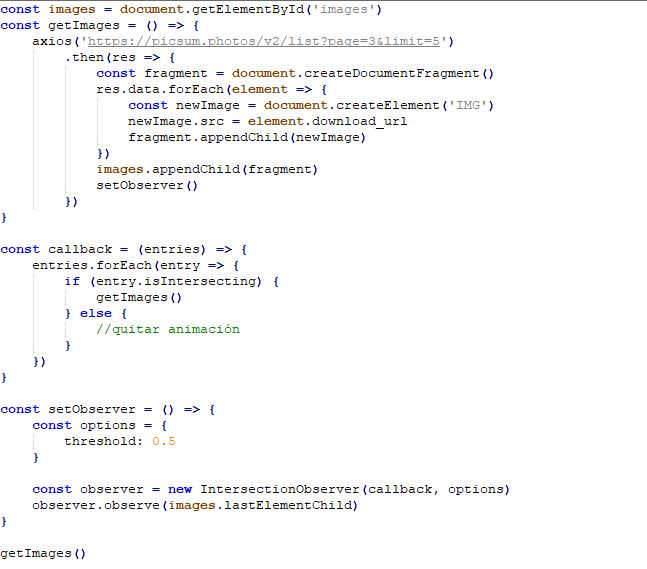 const images = document.getElementById('images')
const getImages = () => {
    axios('https://picsum.photos/v2/list?page=3&limit=5')
        .then(res => {
            const fragment = document.createDocumentFragment()
            res.data.forEach(element => {
                const newImage = document.createElement('IMG')
                newImage.src = element.download_url
                fragment.appendChild(newImage)
            })
            images.appendChild(fragment)
            setObserver()
        })
}

const callback = (entries) => {
    entries.forEach(entry => {
        if (entry.isIntersecting) {
            getImages()
        } else {
            //quitar animación
        }
    })
}

const setObserver = () => {
    const options = {
        threshold: 0.5
    }

    const observer = new IntersectionObserver(callback, options)
    observer.observe(images.lastElementChild)
}

getImages()